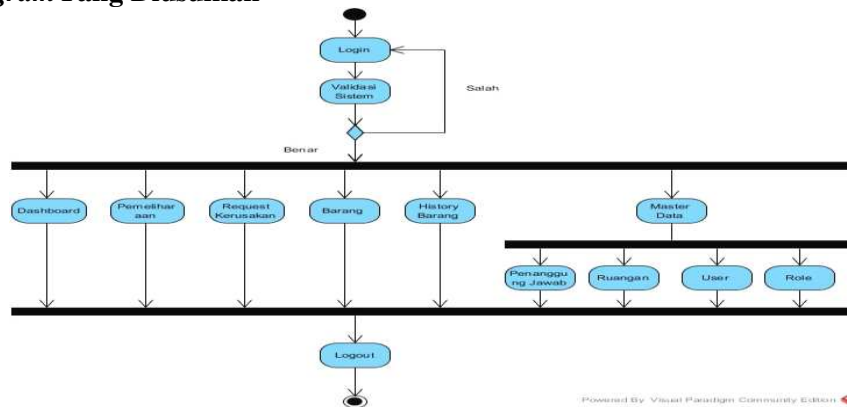 Yang Diusulkan
Login
Validasi
Sistem
Salah
Benar
Dashboard
Pemelihar
aan
Request
Kerusakan
Barang
History
Barang
Master
Data
Penanggu
ng Jawab
Ruangan
User
Role
Logout
Powered By Visual Paradigm Community Edition